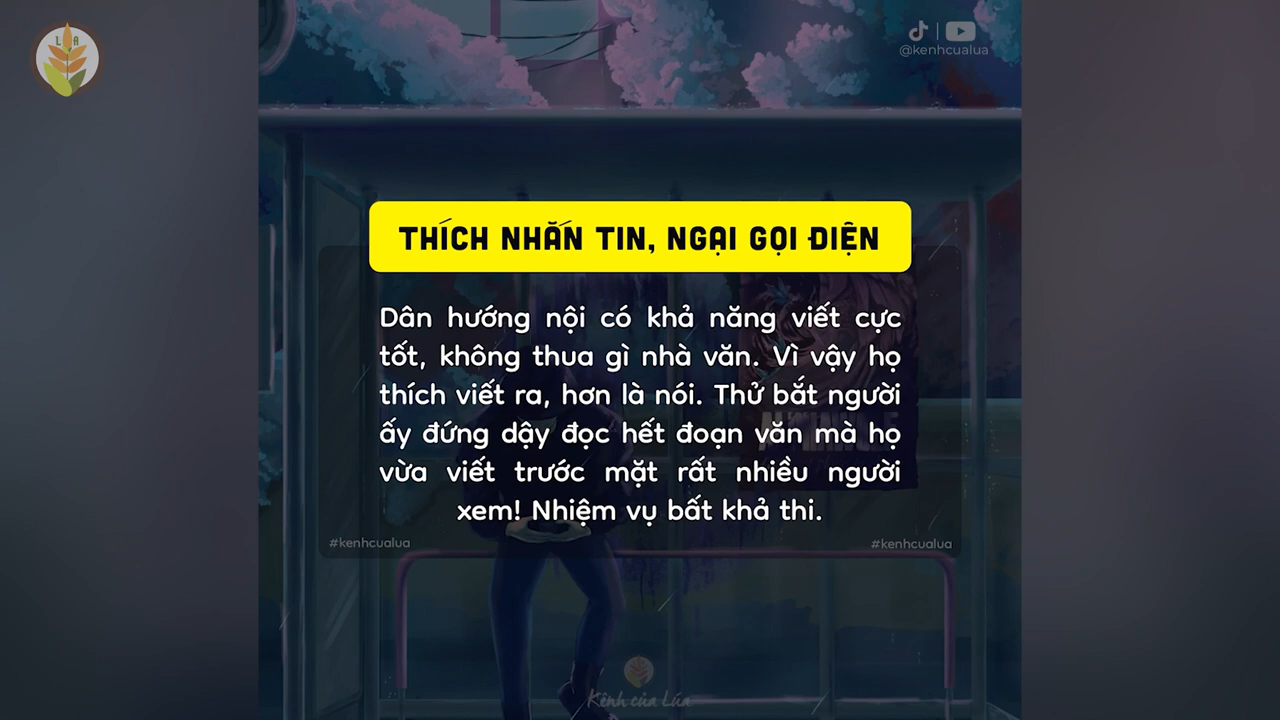 L A
@kenhcualua
THÍCH NHẮN TIN, NGẠI GỌI ĐIỆN
Dân hướng nội có khả năng viết cực
tốt, không thua gì nhà văn. Vì vậy họ
thích viết ra, hơn là nói. Thử bắt người
ấy đứng dậy đọc hết đoạn văn mà họ
vừa viết trước mặt rất nhiều người
xem! Nhiệm vụ bất khả thi.
#kenhcualua #kenhcualua
Kênh của Lúa